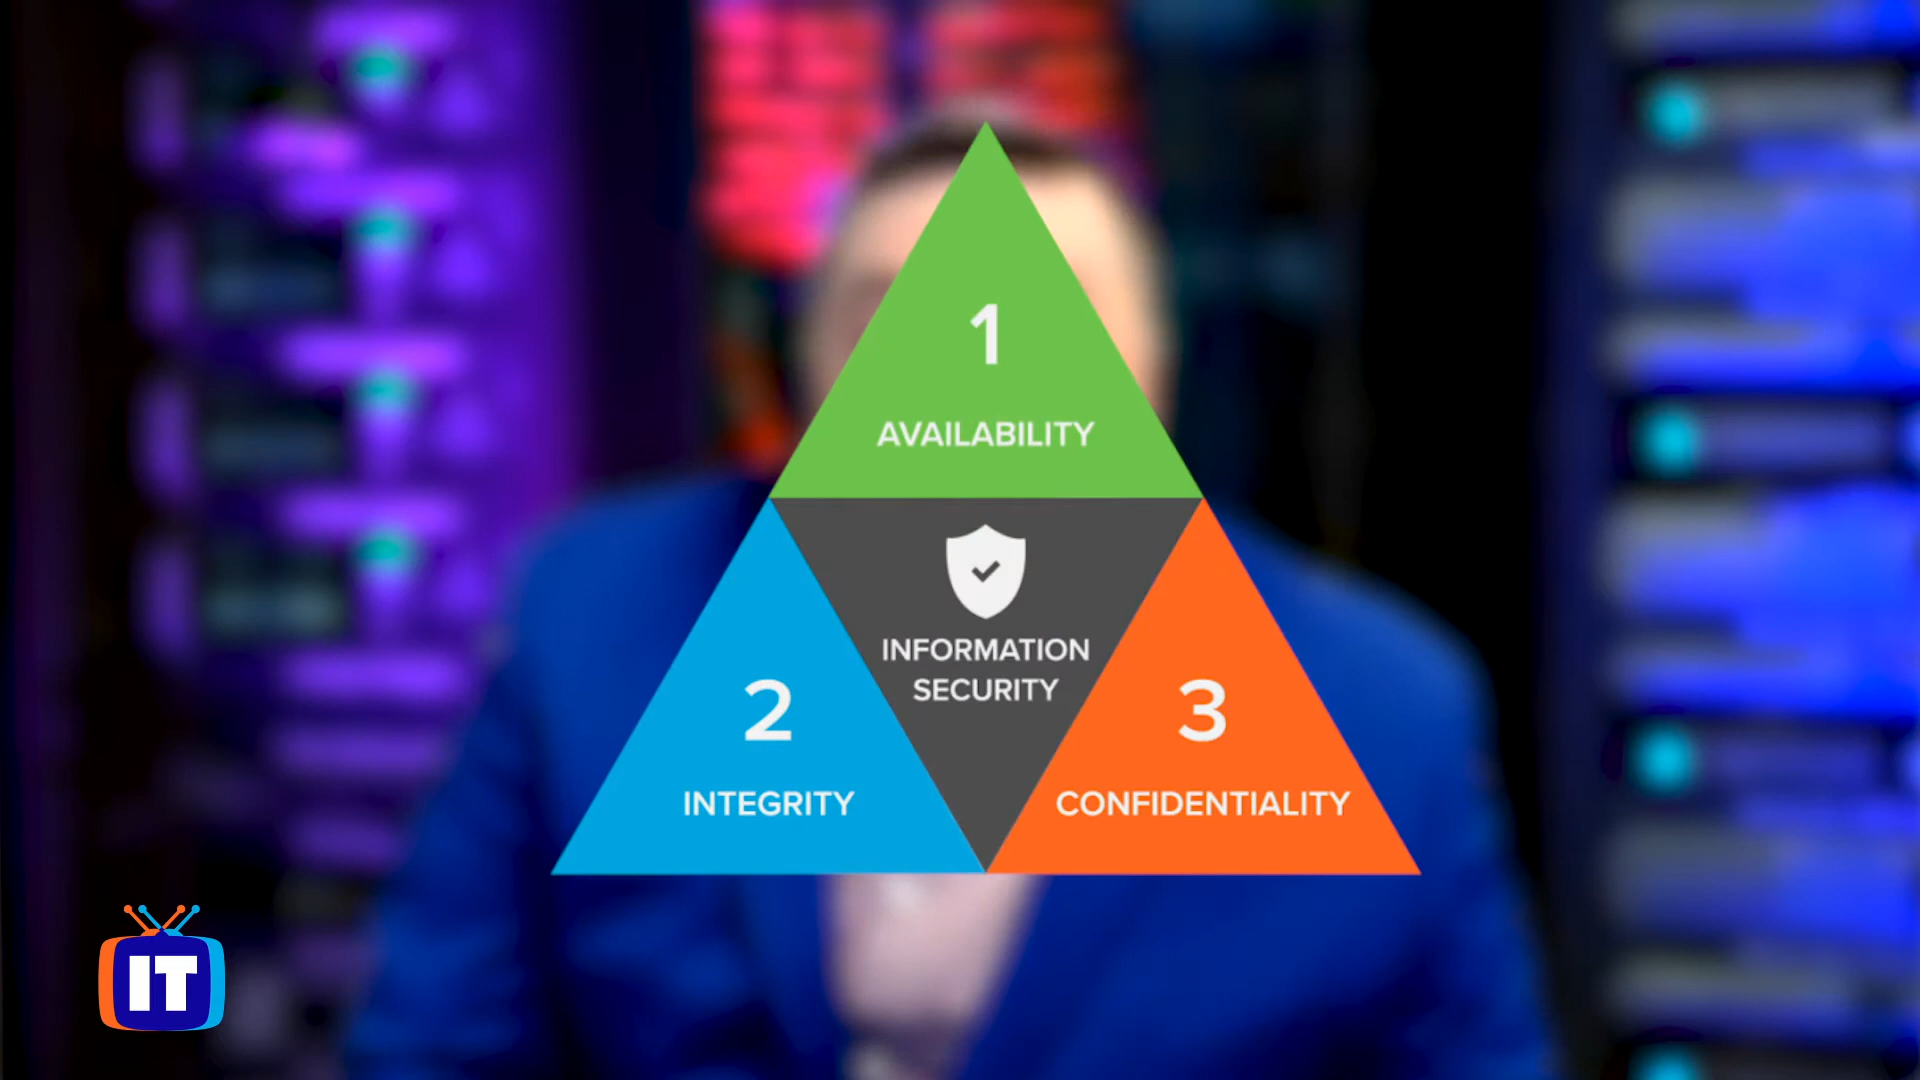 1
AVAILABILITY
INFORMATION
SECURITY
2
INTEGRITY
3
CONFIDENTIALITY
IT